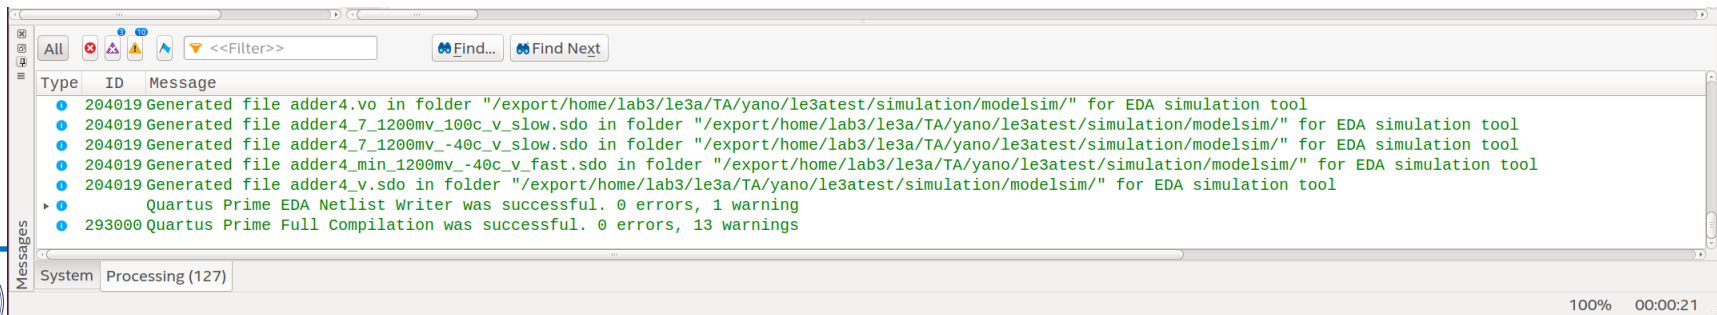 3 10
All <<Filter>> Find... Find Next
Type ID Message
204019 Generated file adder4.vo in folder "/export/home/lab3/le3a/TA/yano/le3atest/simulation/modelsim/" for EDA simulation tool
204019 Generated file adder4_7_1200mv_100c_v_slow.sdo in folder "/export/home/lab3/le3a/TA/yano/le3atest/simulation/modelsim/" for EDA simulation tool
204019 Generated file adder4_7_1200mv_-40c_v_slow.sdo in folder "/export/home/lab3/le3a/TA/yano/le3atest/simulation/modelsim/" for EDA simulation tool
204019 Generated file adder4_min_1200mv_-40c_v_fast.sdo in folder "/export/home/lab3/le3a/TA/yano/le3atest/simulation/modelsim/" for EDA simulation tool
204019 Generated file adder4_v.sdo in folder "/export/home/lab3/le3a/TA/yano/le3atest/simulation/modelsim/" for EDA simulation tool
Quartus Prime EDA Netlist Writer was successful. 0 errors, 1 warning
293000 Quartus Prime Full Compilation was successful. 0 errors, 13 warnings
Messages
System Processing (127)
100% 00:00:21